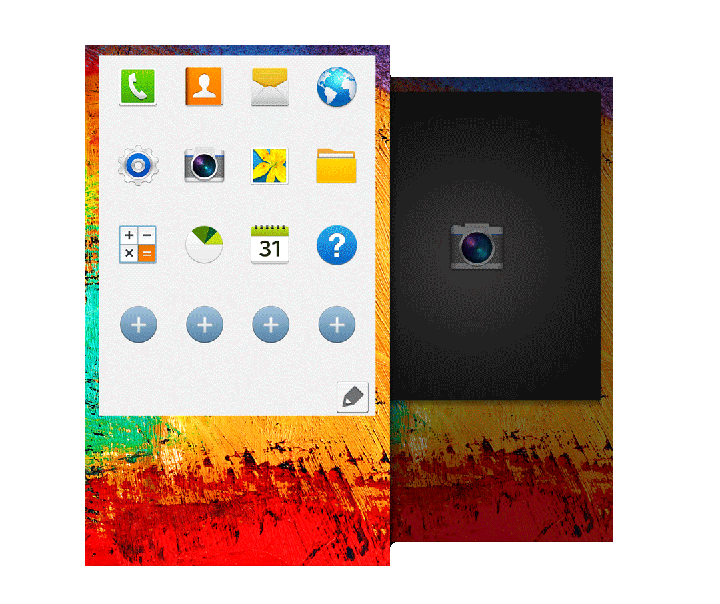 + −
× =
31
?
+ + + +